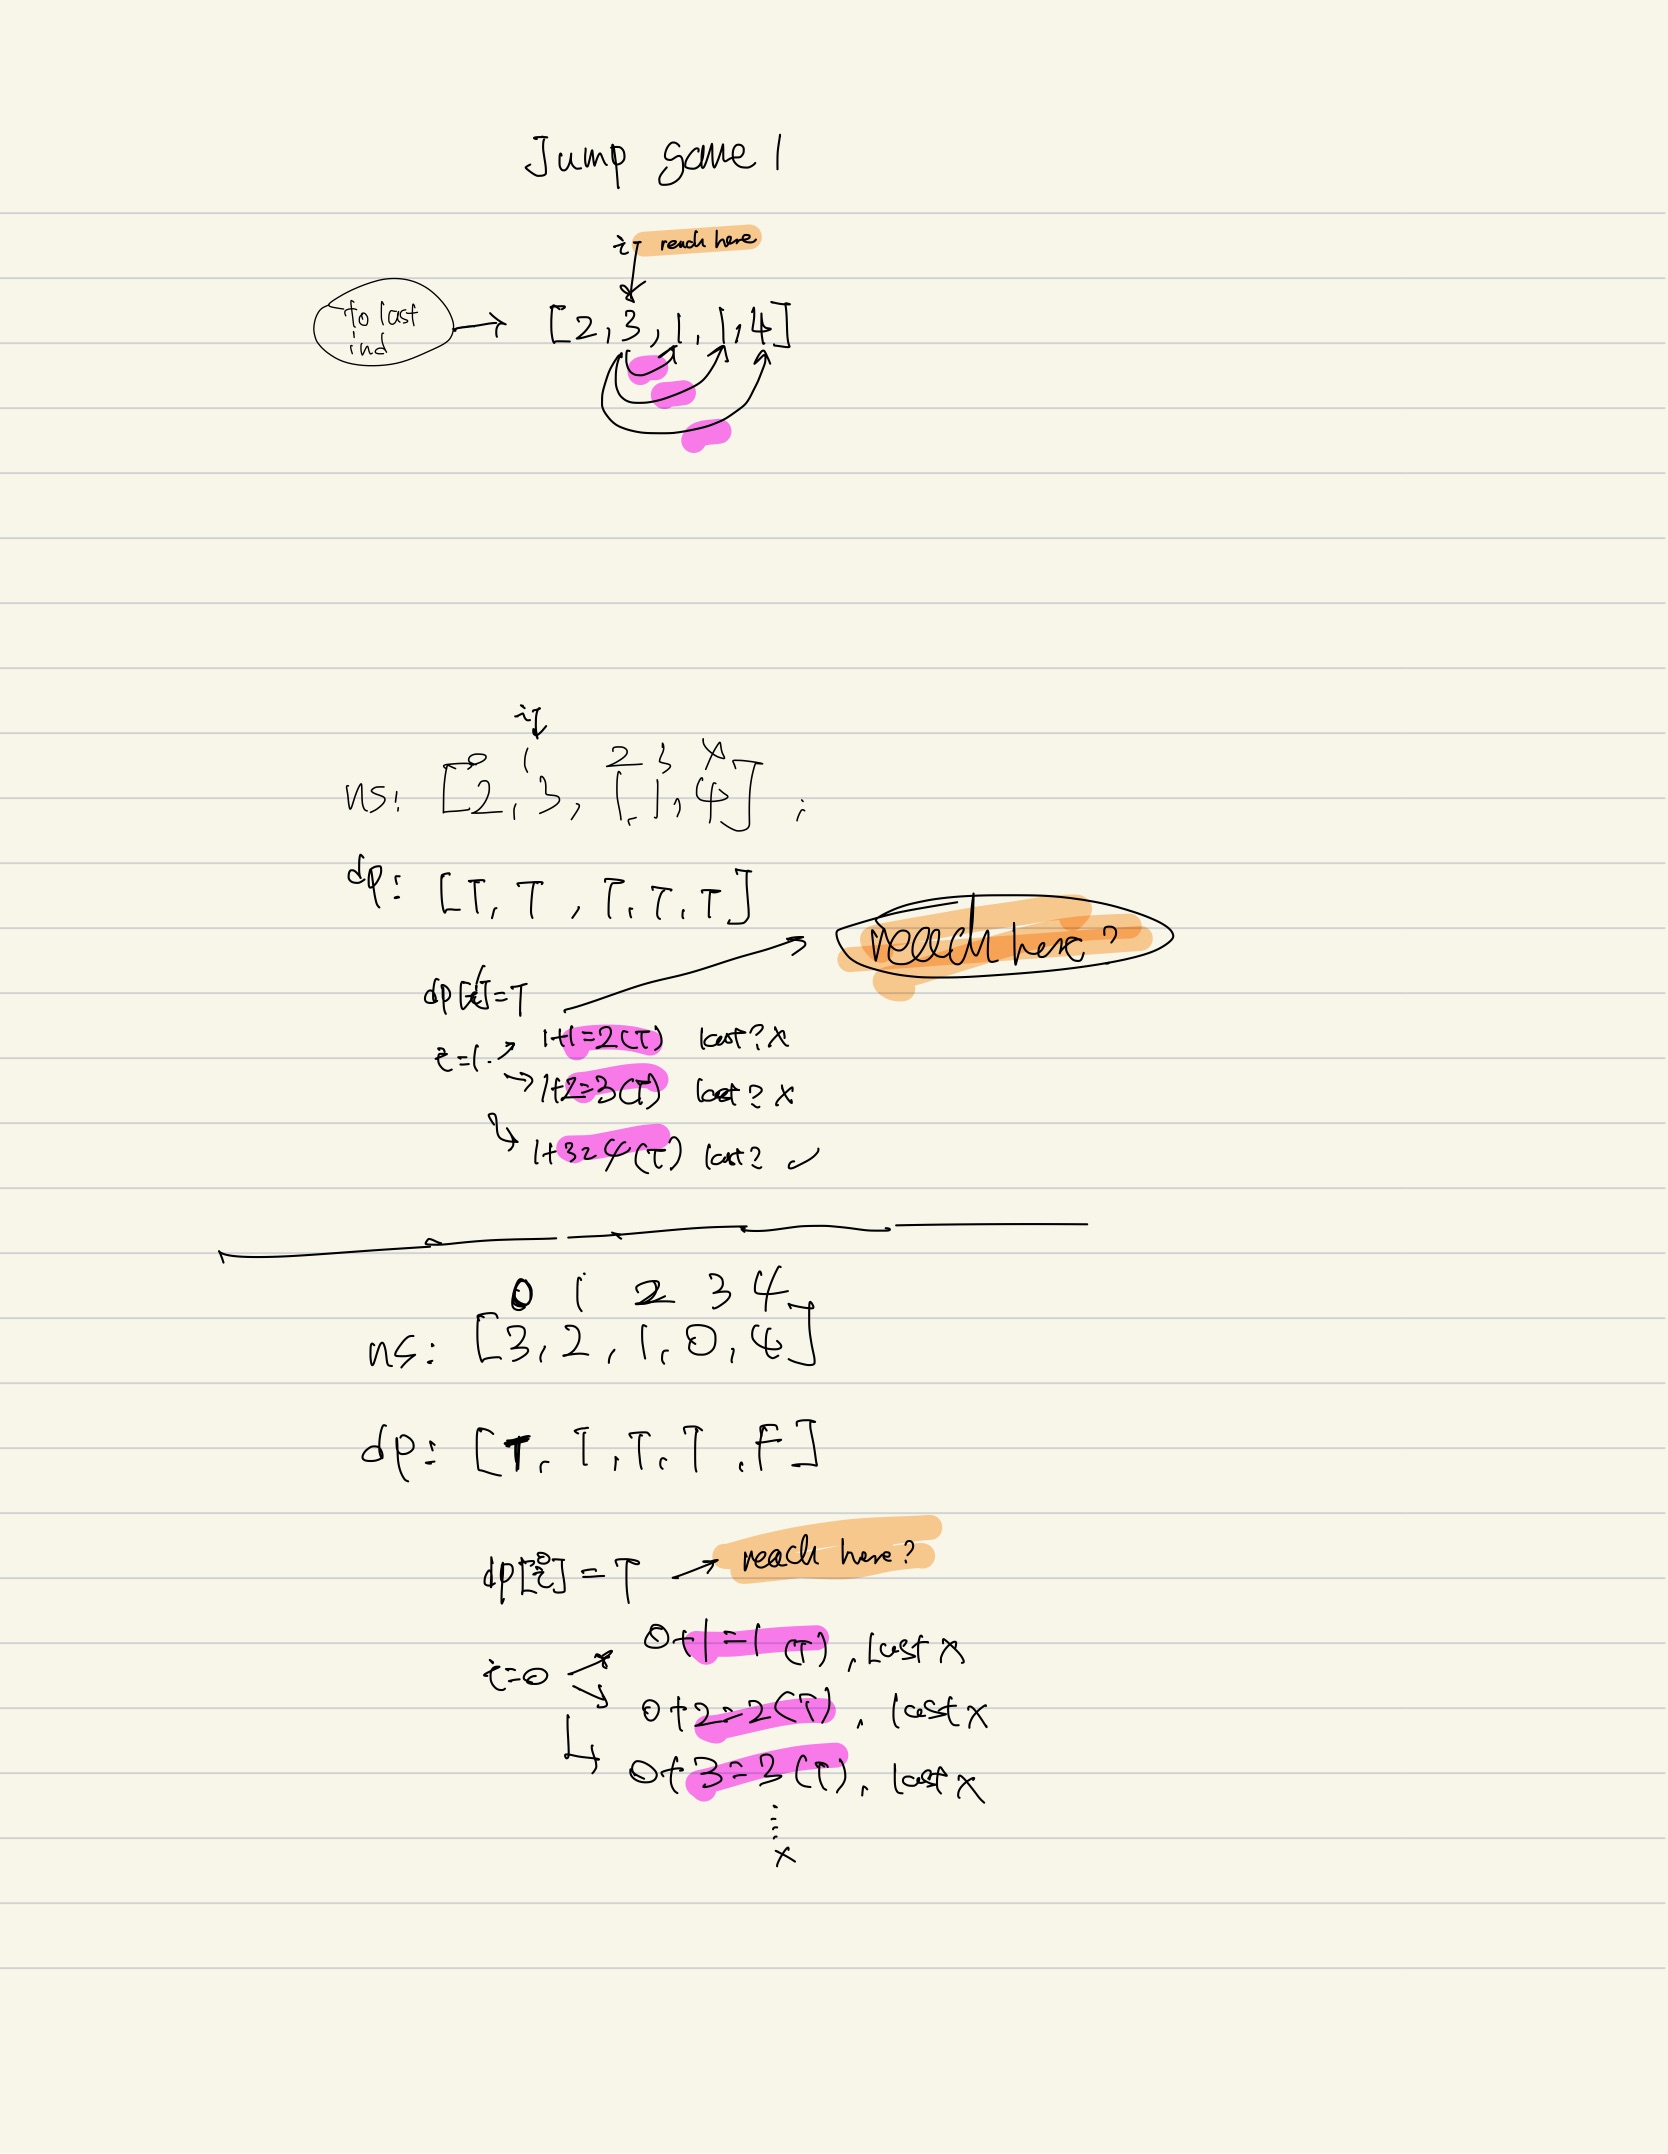 Jump game 1
i reach here
to last
ind
[2, 3, 1, 1, 4]
i
0 1 2 3 4
ns: [2, 3, 1, 1, 4] ;
dp: [T, T, T, T, T]
reach here?
dp[i]=T
1+1=2(T) last? x
i=1.
1+2=3(T) last? x
1+3=4(T) last? ✓
0 1 2 3 4
ns: [3, 2, 1, 0, 4]
dp: [T, T, T, T, F]
dp[i]=T → reach here?
0
0+1=1(T), last x
i=0
0+2=2(T), last x
0+3=3(T), last x
x